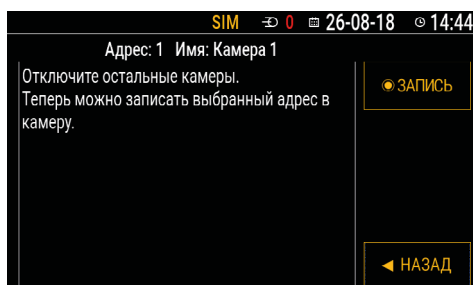 SIM 0 26-08-18 14:44
Адрес: 1 Имя: Камера 1
Отключите остальные камеры.
Теперь можно записать выбранный адрес в
камеру.
ЗАПИСЬ
НАЗАД